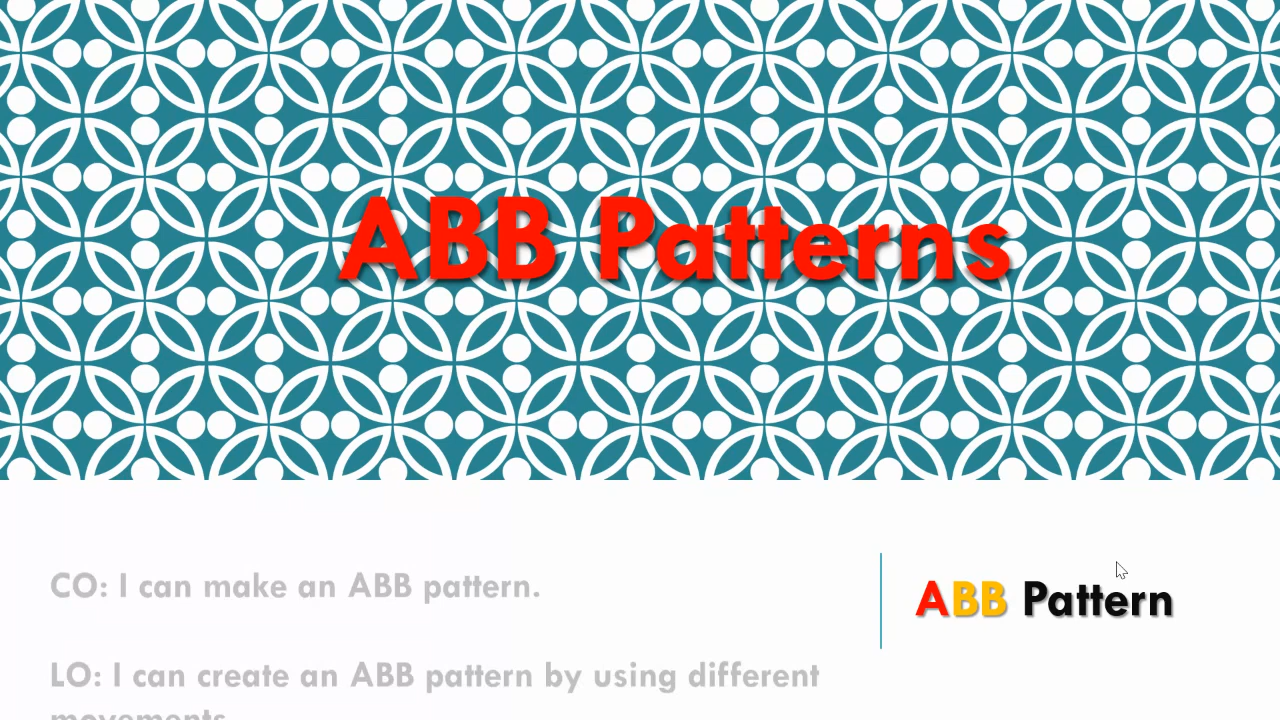 ABB Patterns
CO: I can make an ABB pattern.
LO: I can create an ABB pattern by using different
movements.
ABB Pattern